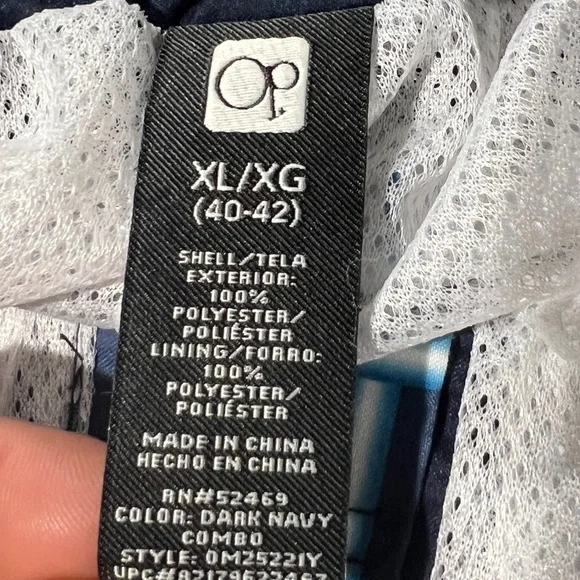 Op
XL/XG
(40-42)
SHELL/TELA
EXTERIOR:
100%
POLYESTER/
POLIÉSTER
LINING/FORRO:
100%
POLYESTER/
POLIÉSTER
MADE IN CHINA
HECHO EN CHINA
RN#52469
COLOR: DARK NAVY
COMBO
STYLE: OM25221Y